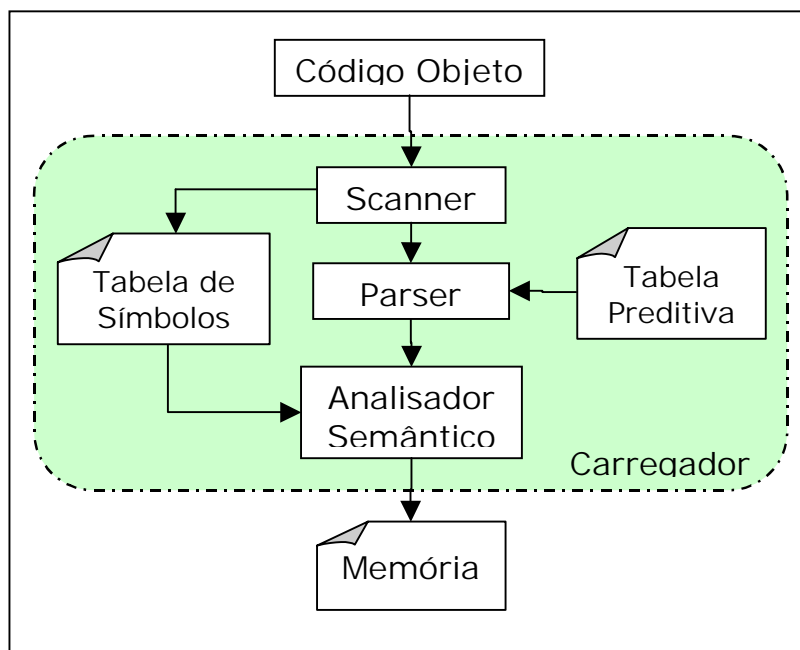 Código Objeto
Scanner
Tabela de
Símbolos
Parser
Tabela
Preditiva
Analisador
Semântico
Carregador
Memória